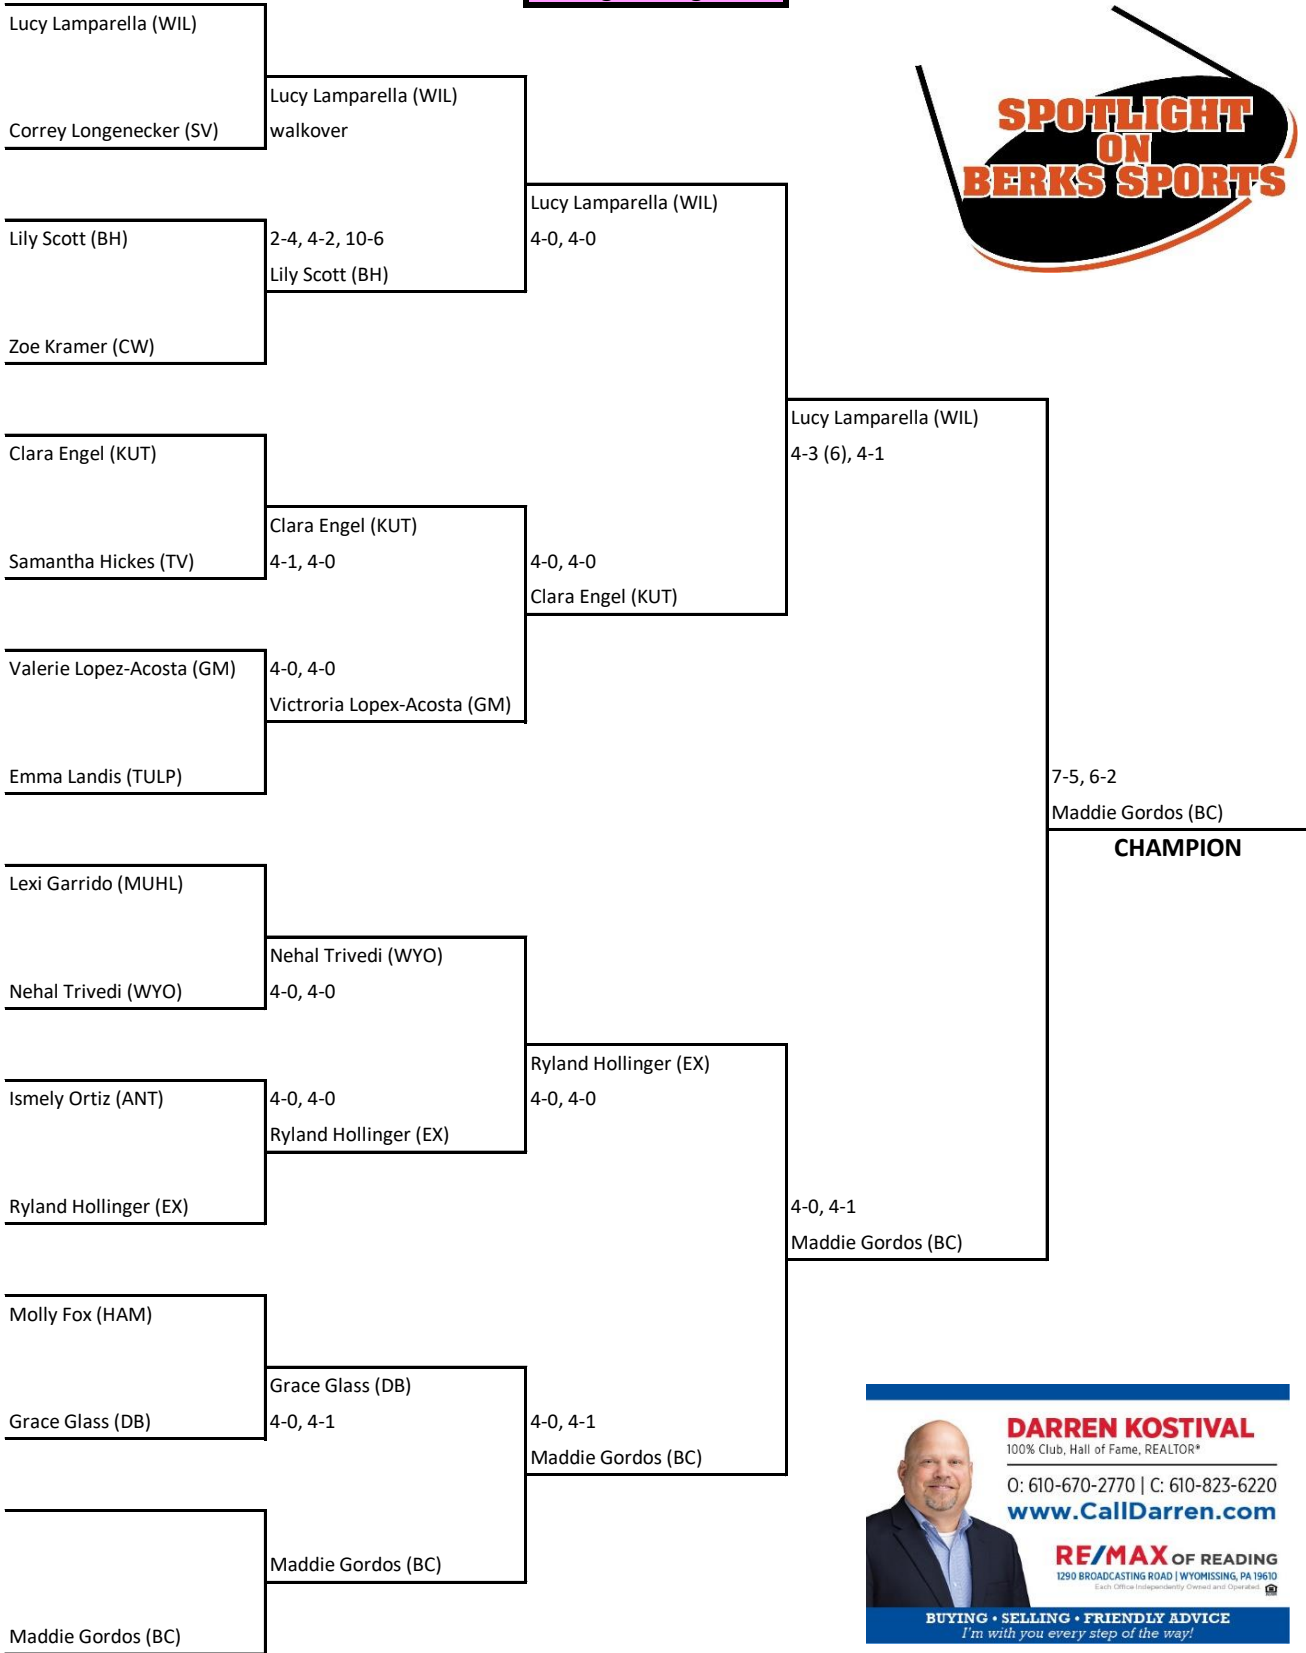 Lucy Lamparella (WIL)
Lucy Lamparella (WIL)
Correy Longenecker (SV)
walkover
SPOTLIGHT
ON
BERKS SPORTS
Lucy Lamparella (WIL)
Lily Scott (BH)
2-4, 4-2, 10-6
4-0, 4-0
Lily Scott (BH)
Zoe Kramer (CW)
Lucy Lamparella (WIL)
Clara Engel (KUT)
4-3 (6), 4-1
Clara Engel (KUT)
Samantha Hickes (TV)
4-1, 4-0
4-0, 4-0
Clara Engel (KUT)
Valerie Lopez-Acosta (GM)
4-0, 4-0
Victroria Lopex-Acosta (GM)
Emma Landis (TULP)
7-5, 6-2
Maddie Gordos (BC)
CHAMPION
Lexi Garrido (MUHL)
Nehal Trivedi (WYO)
Nehal Trivedi (WYO)
4-0, 4-0
Ryland Hollinger (EX)
Ismely Ortiz (ANT)
4-0, 4-0
4-0, 4-0
Ryland Hollinger (EX)
Ryland Hollinger (EX)
4-0, 4-1
Maddie Gordos (BC)
Molly Fox (HAM)
Grace Glass (DB)
Grace Glass (DB)
4-0, 4-1
4-0, 4-1
Maddie Gordos (BC)
Maddie Gordos (BC)
Maddie Gordos (BC)
DARREN KOSTIVAL
100% Club, Hall of Fame, REALTOR®
O: 610-670-2770 | C: 610-823-6220
www.CallDarren.com
RE/MAX OF READING
1290 BROADCASTING ROAD | WYOMISSING, PA 19610
Each Office Independently Owned and Operated.
BUYING • SELLING • FRIENDLY ADVICE
I'm with you every step of the way!